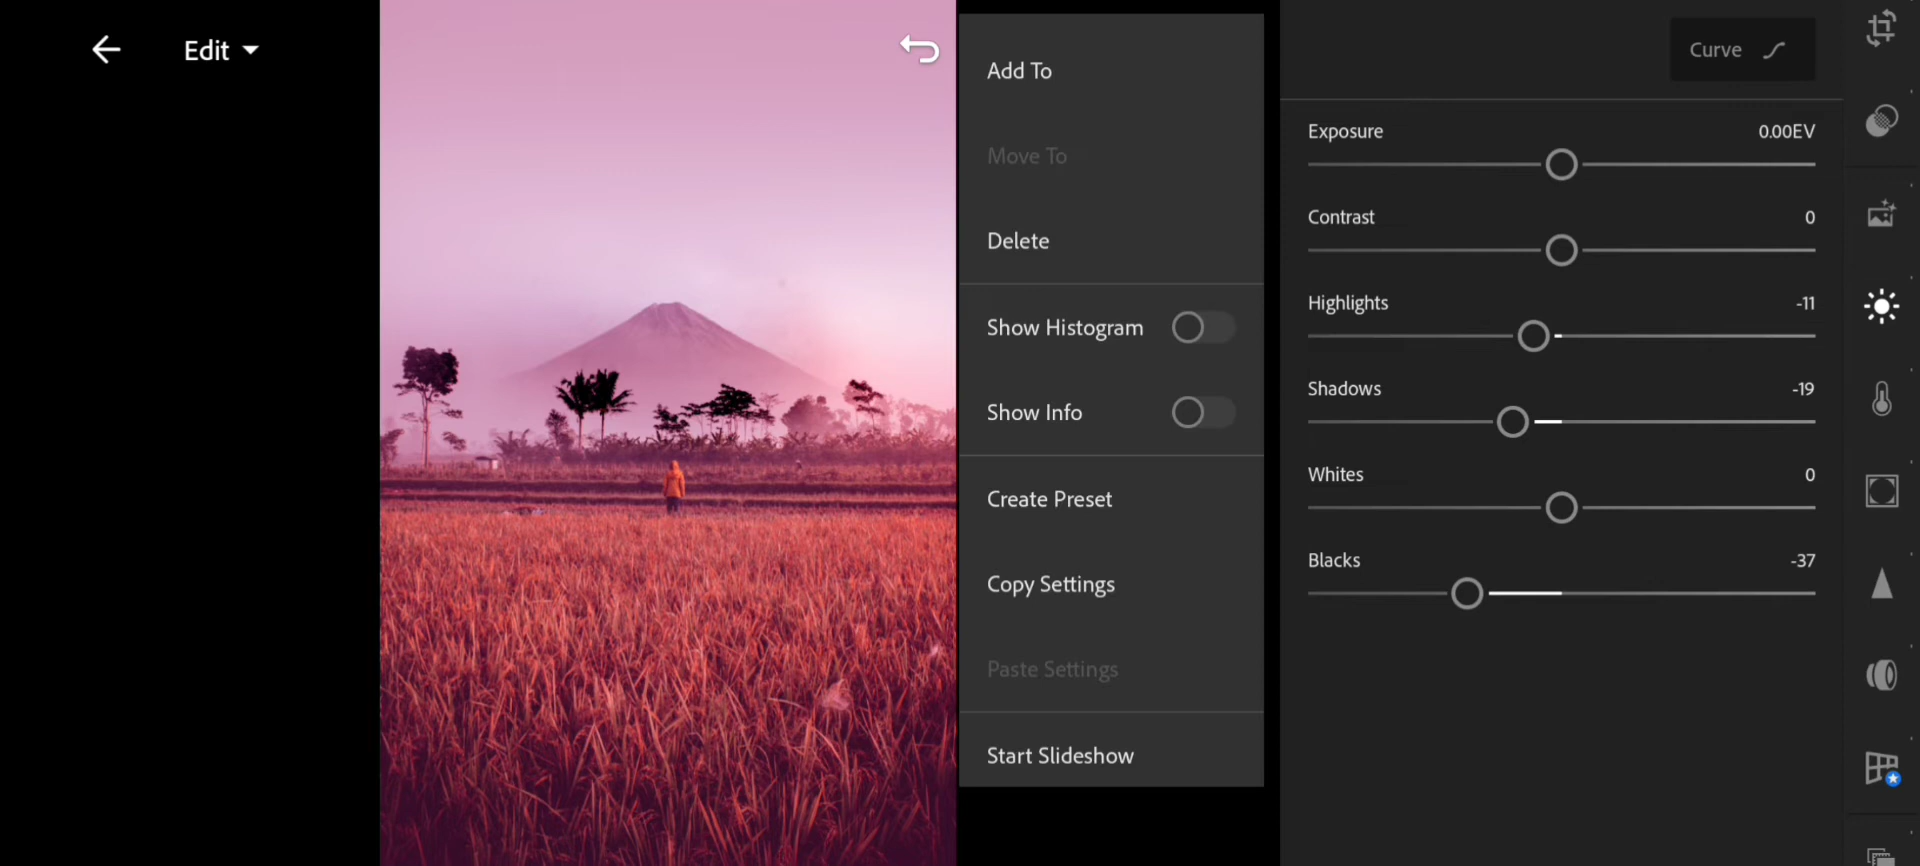 Edit
Add To
Move To
Delete
Show Histogram
Show Info
Create Preset
Copy Settings
Paste Settings
Start Slideshow
Curve
Exposure 0.00EV
Contrast 0
Highlights -11
Shadows -19
Whites 0
Blacks -37